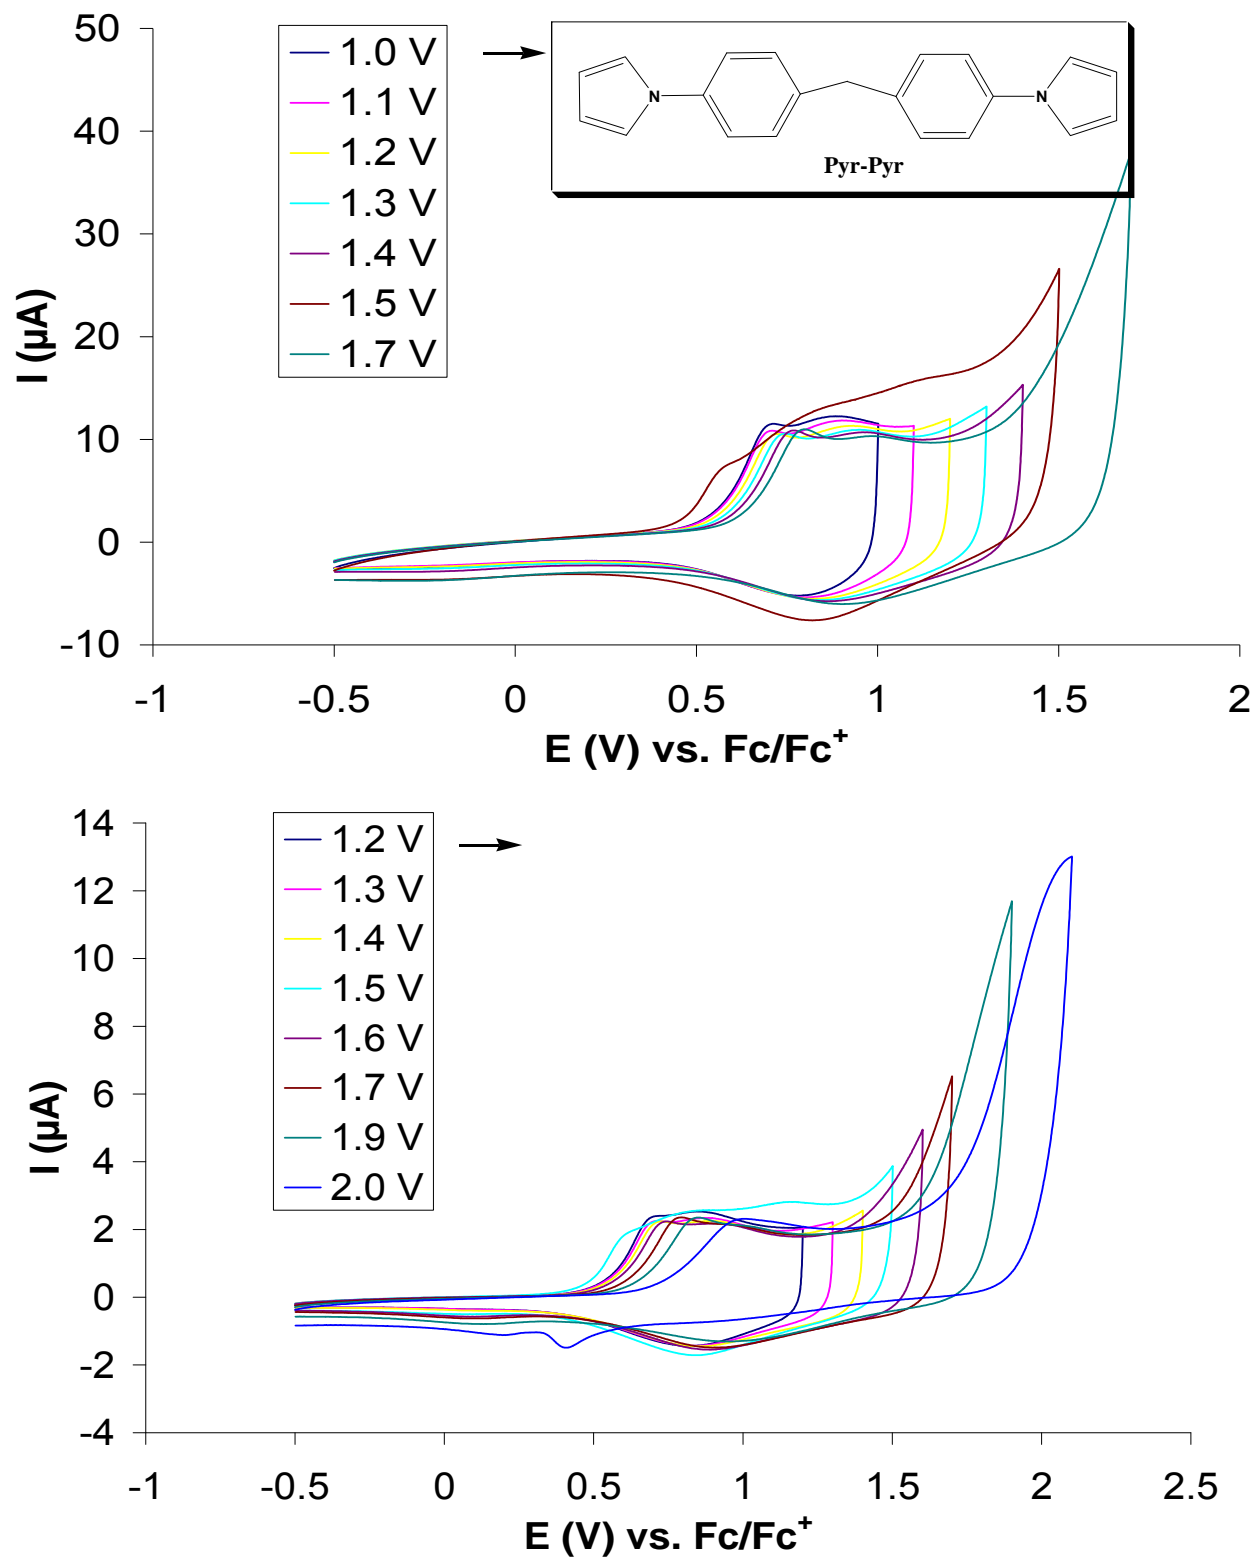 50
40
30
20
10
0
-10
I (µA)
1.0 V
1.1 V
1.2 V
1.3 V
1.4 V
1.5 V
1.7 V
N
N
Pyr-Pyr
-1
-0.5
0
0.5
1
1.5
2
E (V) vs. Fc/Fc+
14
12
10
8
6
4
2
0
-2
-4
I (µA)
1.2 V
1.3 V
1.4 V
1.5 V
1.6 V
1.7 V
1.9 V
2.0 V
-1
-0.5
0
0.5
1
1.5
2
2.5
E (V) vs. Fc/Fc+